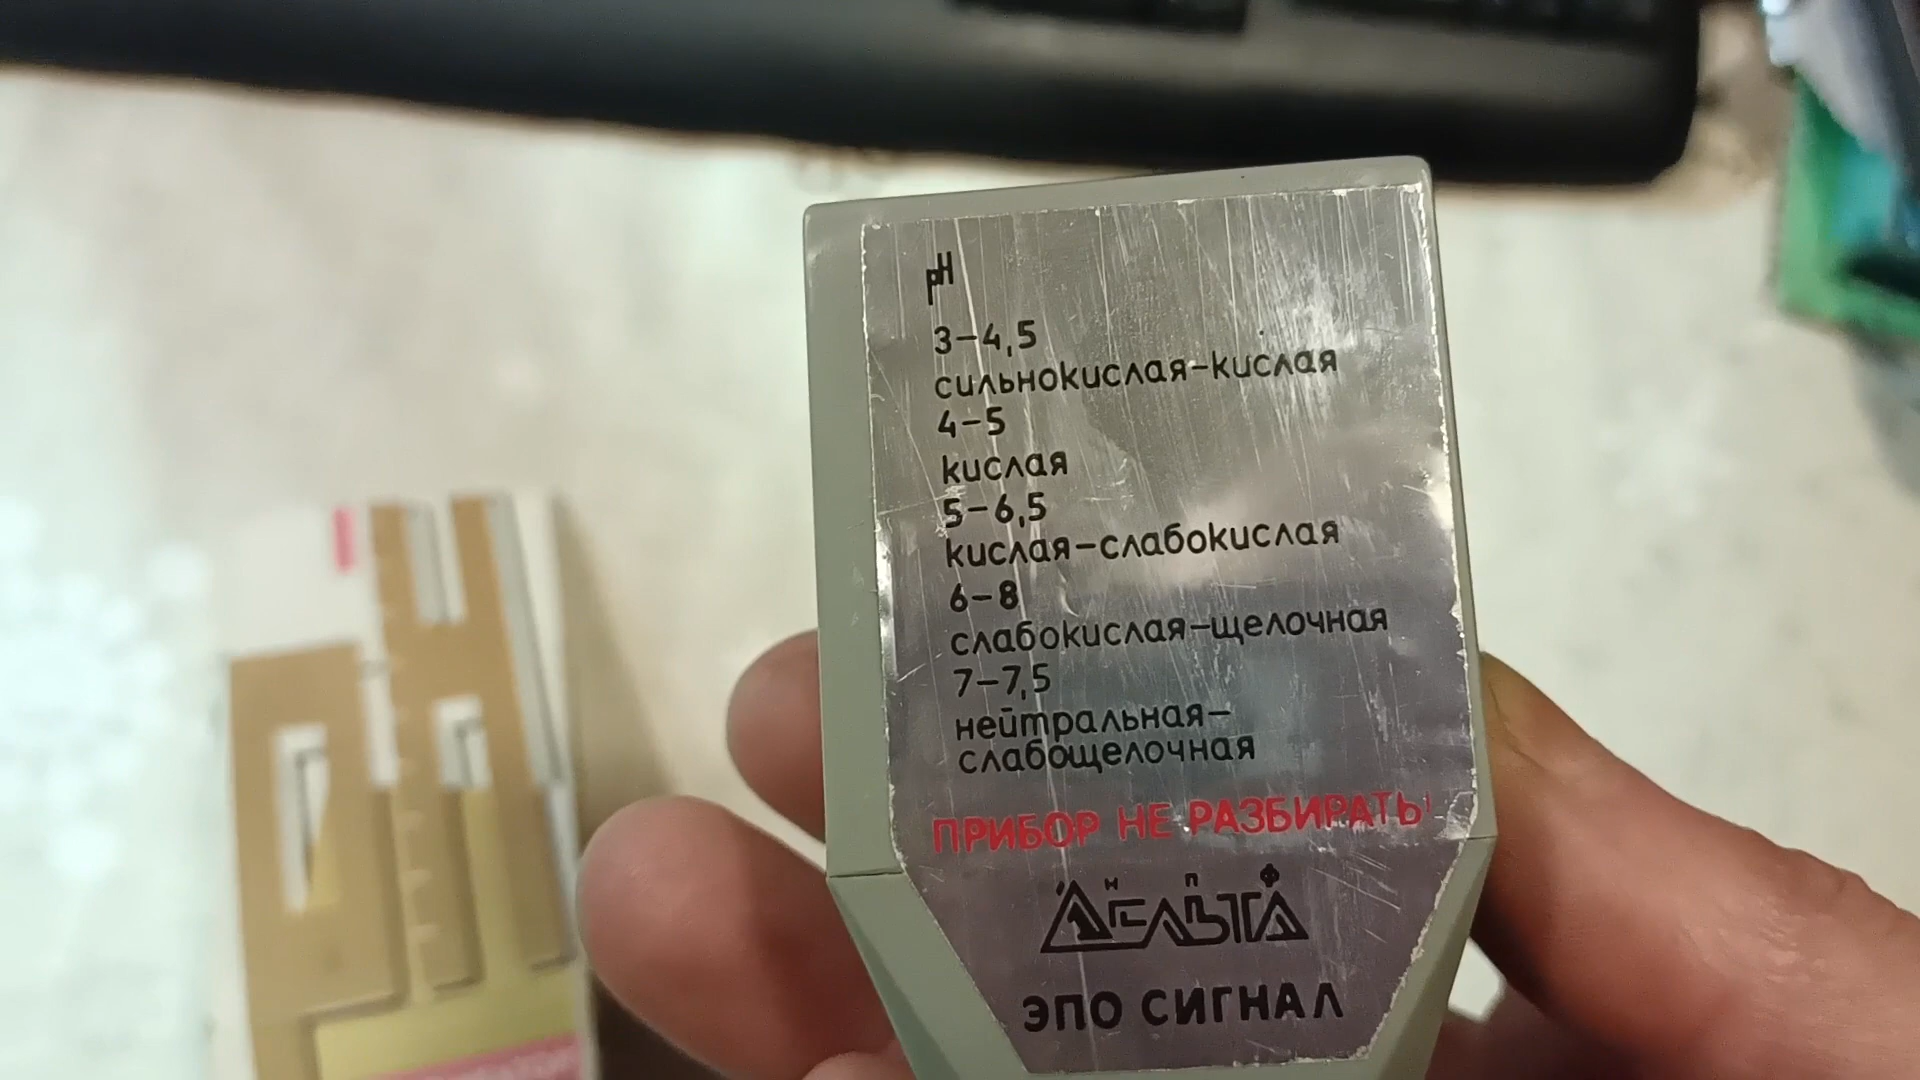 pH
3-4,5
сильнокислая-кислая
4-5
кислая
5-6,5
кислая-слабокислая
6-8
слабокислая-щелочная
7-7,5
нейтральная-
слабощелочная
ПРИБОР НЕ РАЗБИРАТЬ!
Н П Ф
ДЕЛЬТА
ЭПО СИГНАЛ